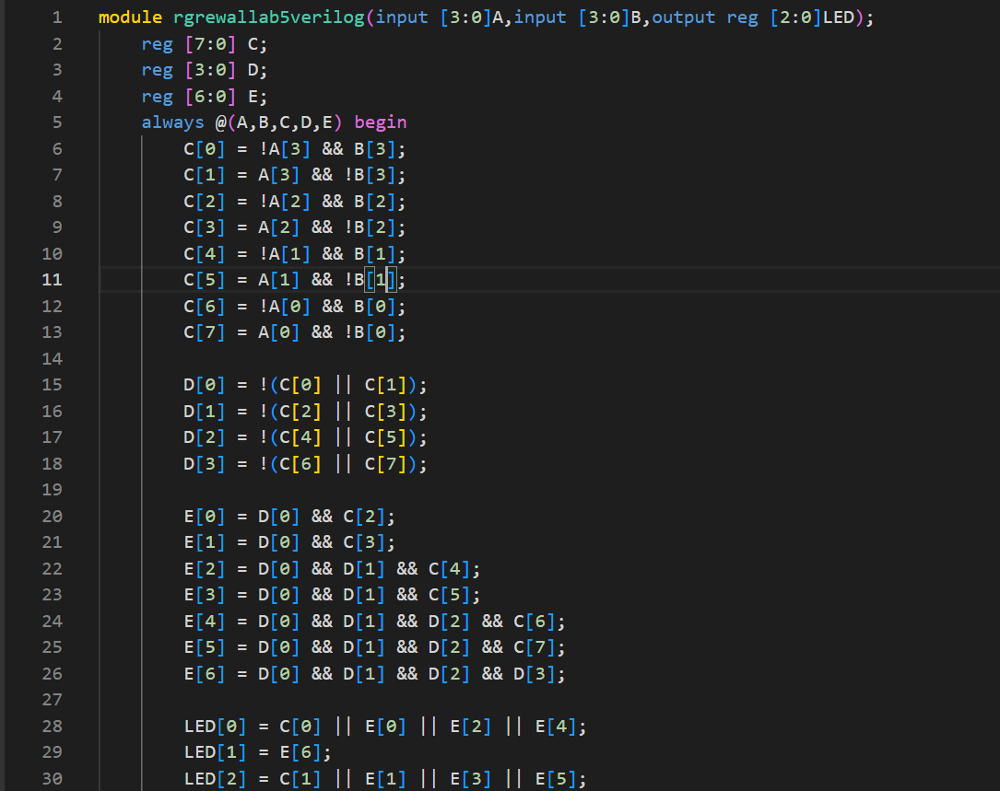 1 module rgrewallab5verilog(input [3:0]A,input [3:0]B,output reg [2:0]LED);
2 reg [7:0] C;
3 reg [3:0] D;
4 reg [6:0] E;
5 always @(A,B,C,D,E) begin
6 C[0] = !A[3] && B[3];
7 C[1] = A[3] && !B[3];
8 C[2] = !A[2] && B[2];
9 C[3] = A[2] && !B[2];
10 C[4] = !A[1] && B[1];
11 C[5] = A[1] && !B[1];
12 C[6] = !A[0] && B[0];
13 C[7] = A[0] && !B[0];
14
15 D[0] = !(C[0] || C[1]);
16 D[1] = !(C[2] || C[3]);
17 D[2] = !(C[4] || C[5]);
18 D[3] = !(C[6] || C[7]);
19
20 E[0] = D[0] && C[2];
21 E[1] = D[0] && C[3];
22 E[2] = D[0] && D[1] && C[4];
23 E[3] = D[0] && D[1] && C[5];
24 E[4] = D[0] && D[1] && D[2] && C[6];
25 E[5] = D[0] && D[1] && D[2] && C[7];
26 E[6] = D[0] && D[1] && D[2] && D[3];
27
28 LED[0] = C[0] || E[0] || E[2] || E[4];
29 LED[1] = E[6];
30 LED[2] = C[1] || E[1] || E[3] || E[5];